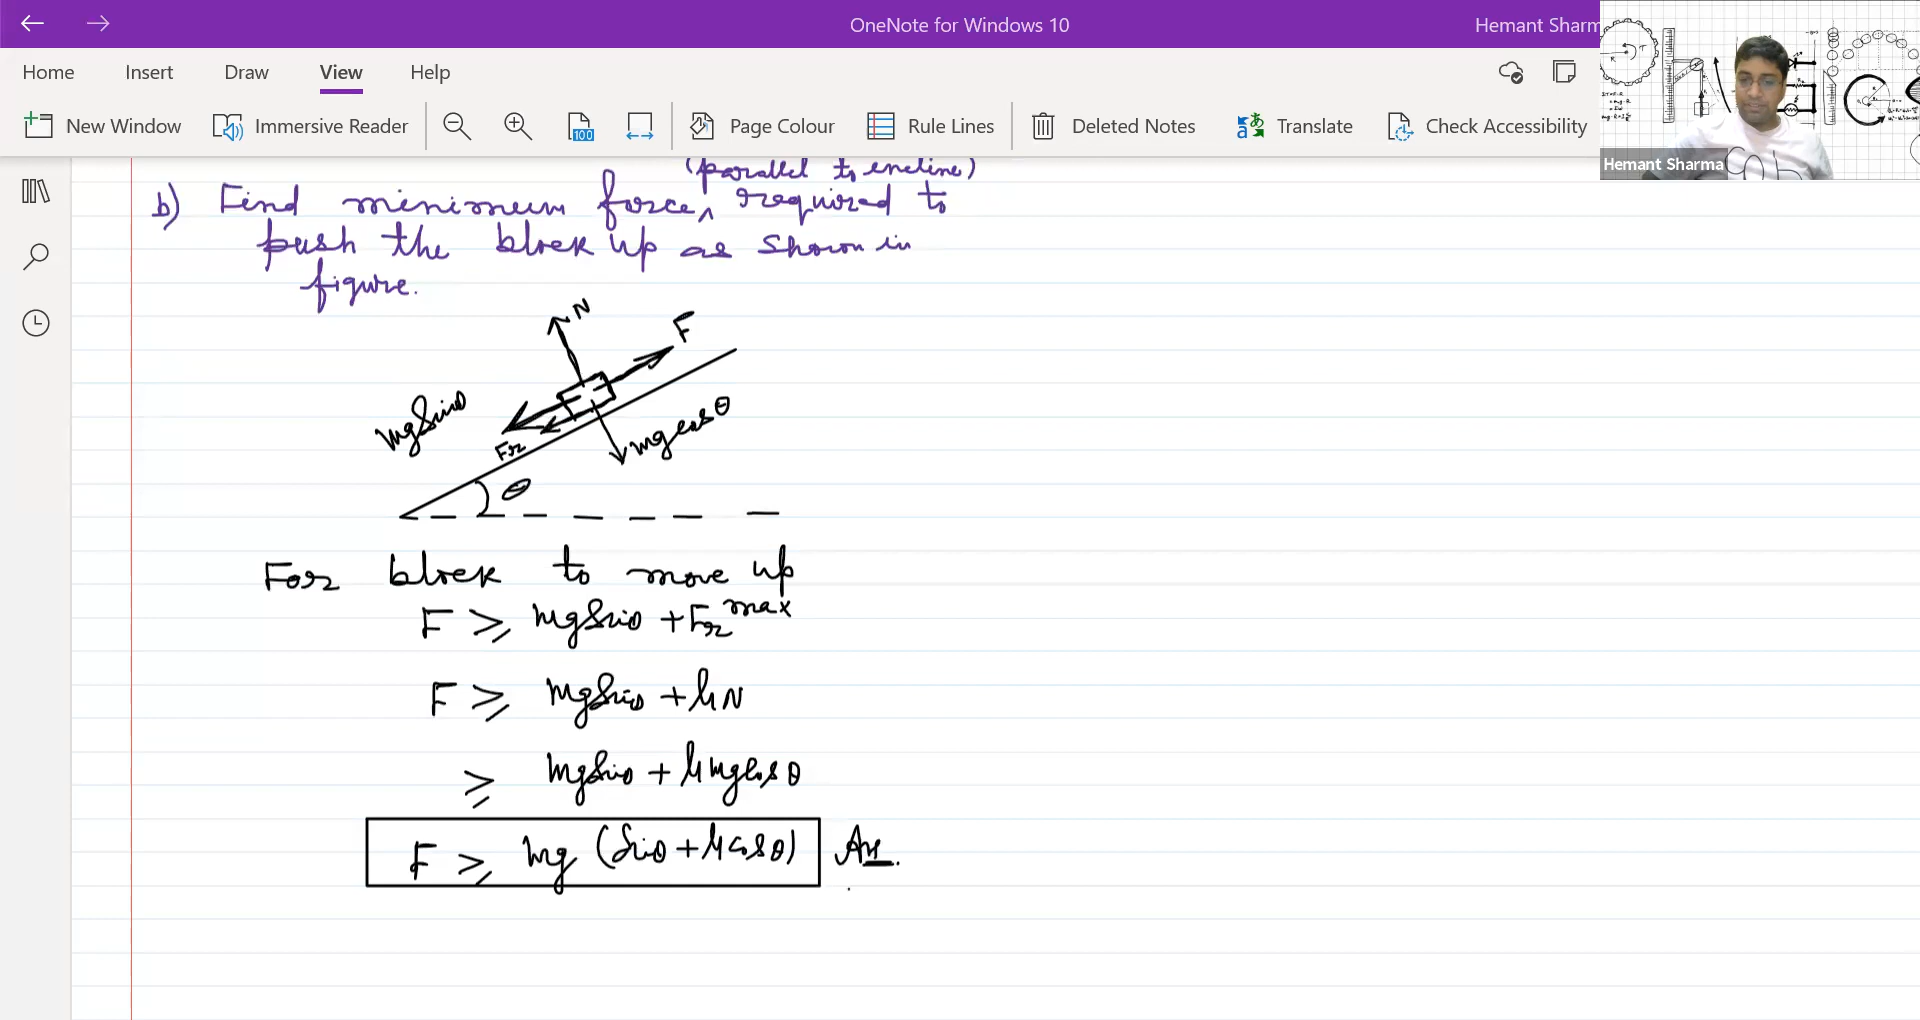 OneNote for Windows 10
Hemant Sharm
Home Insert Draw View Help
New Window Immersive Reader 100 Page Colour Rule Lines Deleted Notes Translate Check Accessibility
Hemant Sharma
(parallel to incline)
b) Find minimum force ^ required to
push the block up as shown in
figure.
N
F
mg sinθ
Fr
mg cosθ
θ
For block to move up
F ⩾ mg sinθ + Fr max
F ⩾ mg sinθ + μN
⩾ mg sinθ + μ mg cosθ
F ⩾ mg (sinθ + μ cosθ) Ans.